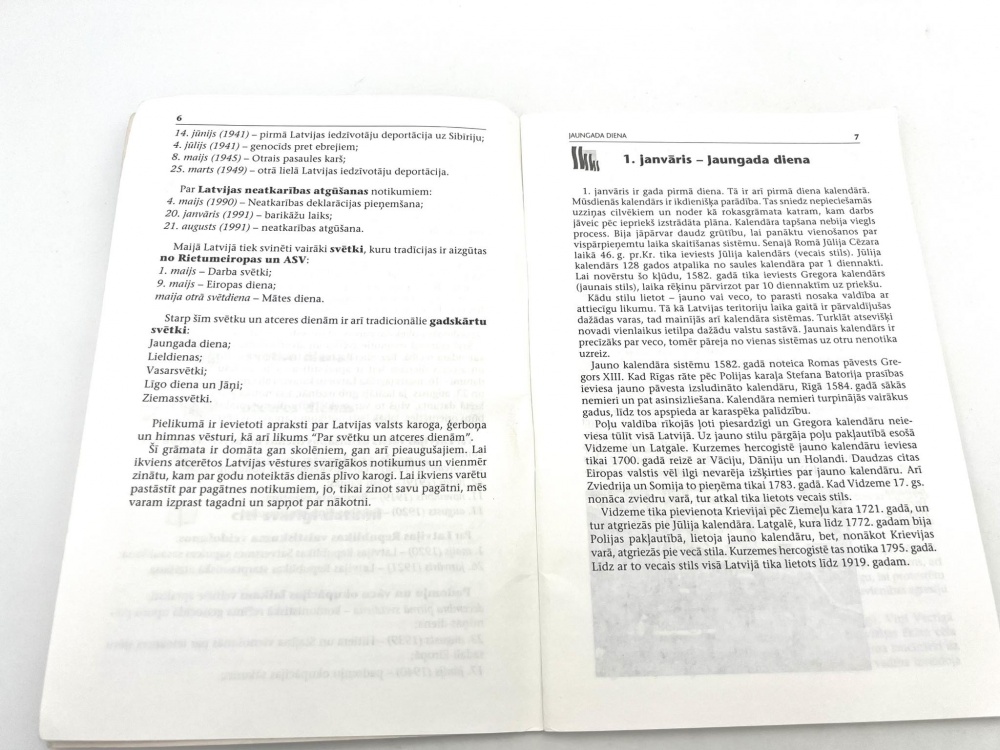 6
14. jūnijs (1941) – pirmā Latvijas iedzīvotāju deportācija uz Sibīriju;
4. jūlijs (1941) – genocīds pret ebrejiem;
8. maijs (1945) – Otrais pasaules karš;
25. marts (1949) – otrā lielā Latvijas iedzīvotāju deportācija.
Par Latvijas neatkarības atgūšanas notikumiem:
4. maijs (1990) – Neatkarības deklarācijas pieņemšana;
20. janvāris (1991) – barikāžu laiks;
21. augusts (1991) – neatkarības atgūšana.
Maijā Latvijā tiek svinēti vairāki svētki, kuru tradīcijas ir aizgūtas
no Rietumeiropas un ASV:
1. maijs – Darba svētki;
9. maijs – Eiropas diena;
maija otrā svētdiena – Mātes diena.
Starp šīm svētku un atceres dienām ir arī tradicionālie gadskārtu
svētki:
Jaungada diena;
Lieldienas;
Vasarsvētki;
Līgo diena un Jāņi;
Ziemassvētki.
Pielikumā ir ievietoti apraksti par Latvijas valsts karoga, ģerboņa
un himnas vēsturi, kā arī likums "Par svētku un atceres dienām".
Šī grāmata ir domāta gan skolēniem, gan arī pieaugušajiem. Lai
ikviens atcerētos Latvijas vēstures svarīgākos notikumus un vienmēr
zinātu, kam par godu noteiktās dienās plīvo karogi. Lai ikviens varētu
pastāstīt par pagātnes notikumiem, jo, tikai zinot savu pagātni, mēs
varam izprast tagadni un sapņot par nākotni.
JAUNGADA DIENA
7
1. janvāris – Jaungada diena
1. janvāris ir gada pirmā diena. Tā ir arī pirmā diena kalendārā.
Mūsdienās kalendārs ir ikdienišķa parādība. Tas sniedz nepieciešamās
uzziņas cilvēkiem un noder kā rokasgrāmata katram, kam darbs
jāveic pēc iepriekš izstrādāta plāna. Kalendāra tapšana nebija viegls
process. Bija jāpārvar daudz grūtību, lai panāktu vienošanos par
vispārpieņemtu laika skaitīšanas sistēmu. Senajā Romā Jūlija Cēzara
laikā 46. g. pr.Kr. tika ieviests Jūlija kalendārs (vecais stils). Jūlija
kalendārs 128 gados atpalika no saules kalendāra par 1 diennakti.
Lai novērstu šo kļūdu, 1582. gadā tika ieviests Gregora kalendārs
(jaunais stils), laika rēķinu pārvirzot par 10 diennaktīm uz priekšu.
Kādu stilu lietot – jauno vai veco, to parasti nosaka valdība ar
attiecīgu likumu. Tā kā Latvijas teritoriju laika gaitā ir pārvaldījušas
dažādas varas, tad mainījās arī kalendāra sistēmas. Turklāt atsevišķi
novadi vienlaikus ietilpa dažādu valstu sastāvā. Jaunais kalendārs ir
precīzāks par veco, tomēr pāreja no vienas sistēmas uz otru nenotika
uzreiz.
Jauno kalendāra sistēmu 1582. gadā noteica Romas pāvests Gre-
gors XIII. Kad Rīgas rāte pēc Polijas karaļa Stefana Batorija prasības
ieviesa jauno pāvesta izsludināto kalendāru, Rīgā 1584. gadā sākās
nemieri un pat asinsizliešana. Kalendāra nemieri turpinājās vairākus
gadus, līdz tos apspieda ar karaspēka palīdzību.
Poļu valdība rīkojās ļoti piesardzīgi un Gregora kalendāru neie-
viesa tūlīt visā Latvijā. Uz jauno stilu pārgāja poļu pakļautībā esošā
Vidzeme un Latgale. Kurzemes hercogistē jauno kalendāru ieviesa
tikai 1700. gadā reizē ar Vāciju, Dāniju un Holandi. Daudzas citas
Eiropas valstis vēl ilgi nevarēja izšķirties par jauno kalendāru. Arī
Zviedrija un Somija to pieņēma tikai 1783. gadā. Kad Vidzeme 17. gs.
nonāca zviedru varā, tur atkal tika lietots vecais stils.
Vidzeme tika pievienota Krievijai pēc Ziemeļu kara 1721. gadā, un
tur atgriezās pie Jūlija kalendāra. Latgalē, kura līdz 1772. gadam bija
Polijas pakļautībā, lietoja jauno kalendāru, bet, nonākot Krievijas
varā, atgriezās pie vecā stila. Kurzemes hercogistē tas notika 1795. gadā.
Līdz ar to vecais stils visā Latvijā tika lietots līdz 1919. gadam.